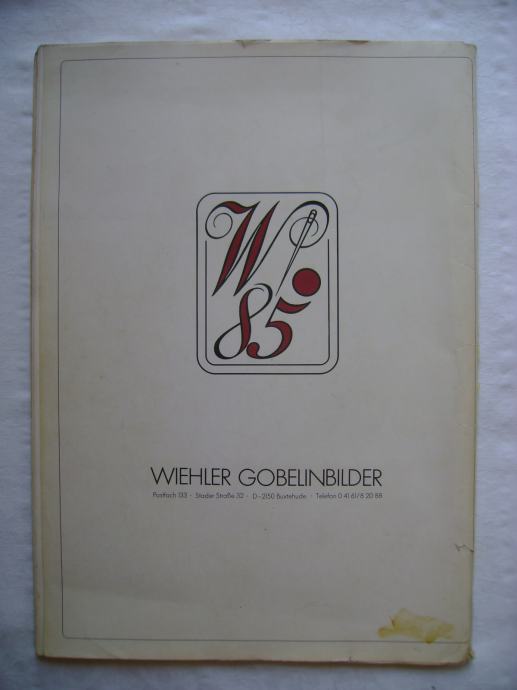 W
85
WIEHLER GOBELINBILDER
Postfach 133 · Stader Straße 32 · D-2150 Buxtehude · Telefon 0 41 61/8 20 88